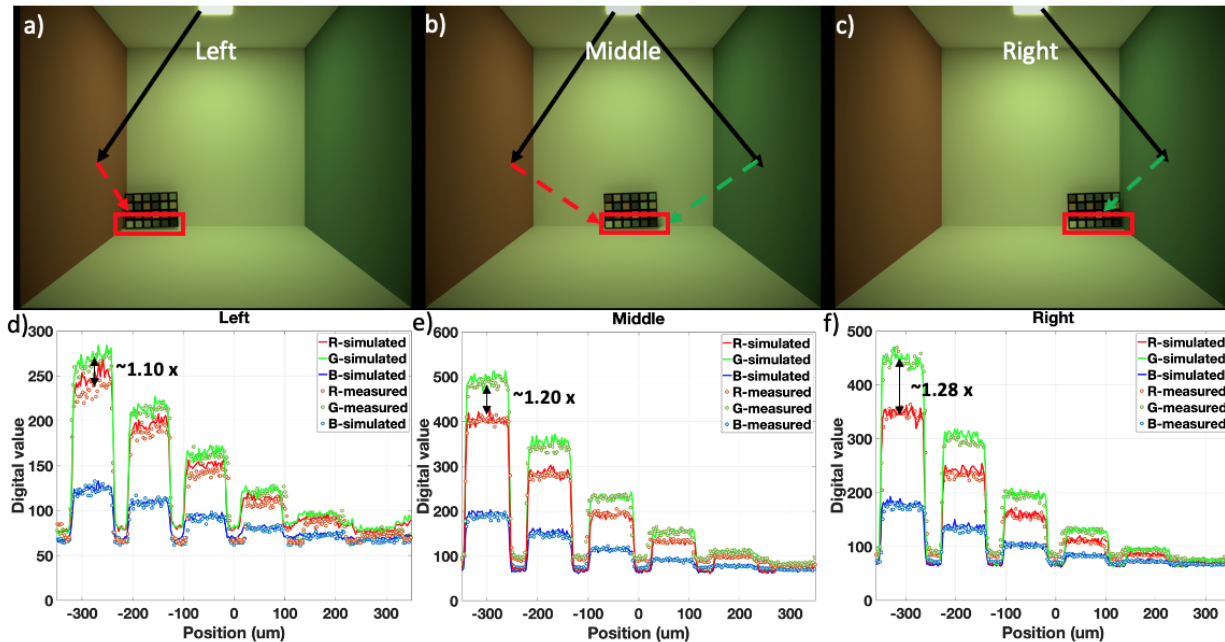 a)
Left
b)
Middle
c)
Right
d)
Left
300
250
200
150
100
50
0
Digital value
-300
-200
-100
0
100
200
300
Position (um)
~1.10 x
R-simulated
G-simulated
B-simulated
R-measured
G-measured
B-simulated
e)
Middle
600
500
400
300
200
100
0
Digital value
-300
-200
-100
0
100
200
300
Position (um)
~1.20 x
R-simulated
G-simulated
B-simulated
R-measured
G-measured
B-measured
f)
Right
500
400
300
200
100
0
Digital value
-300
-200
-100
0
100
200
300
Position (um)
~1.28 x
R-simulated
G-simulated
B-simulated
R-measured
G-measured
B-measured